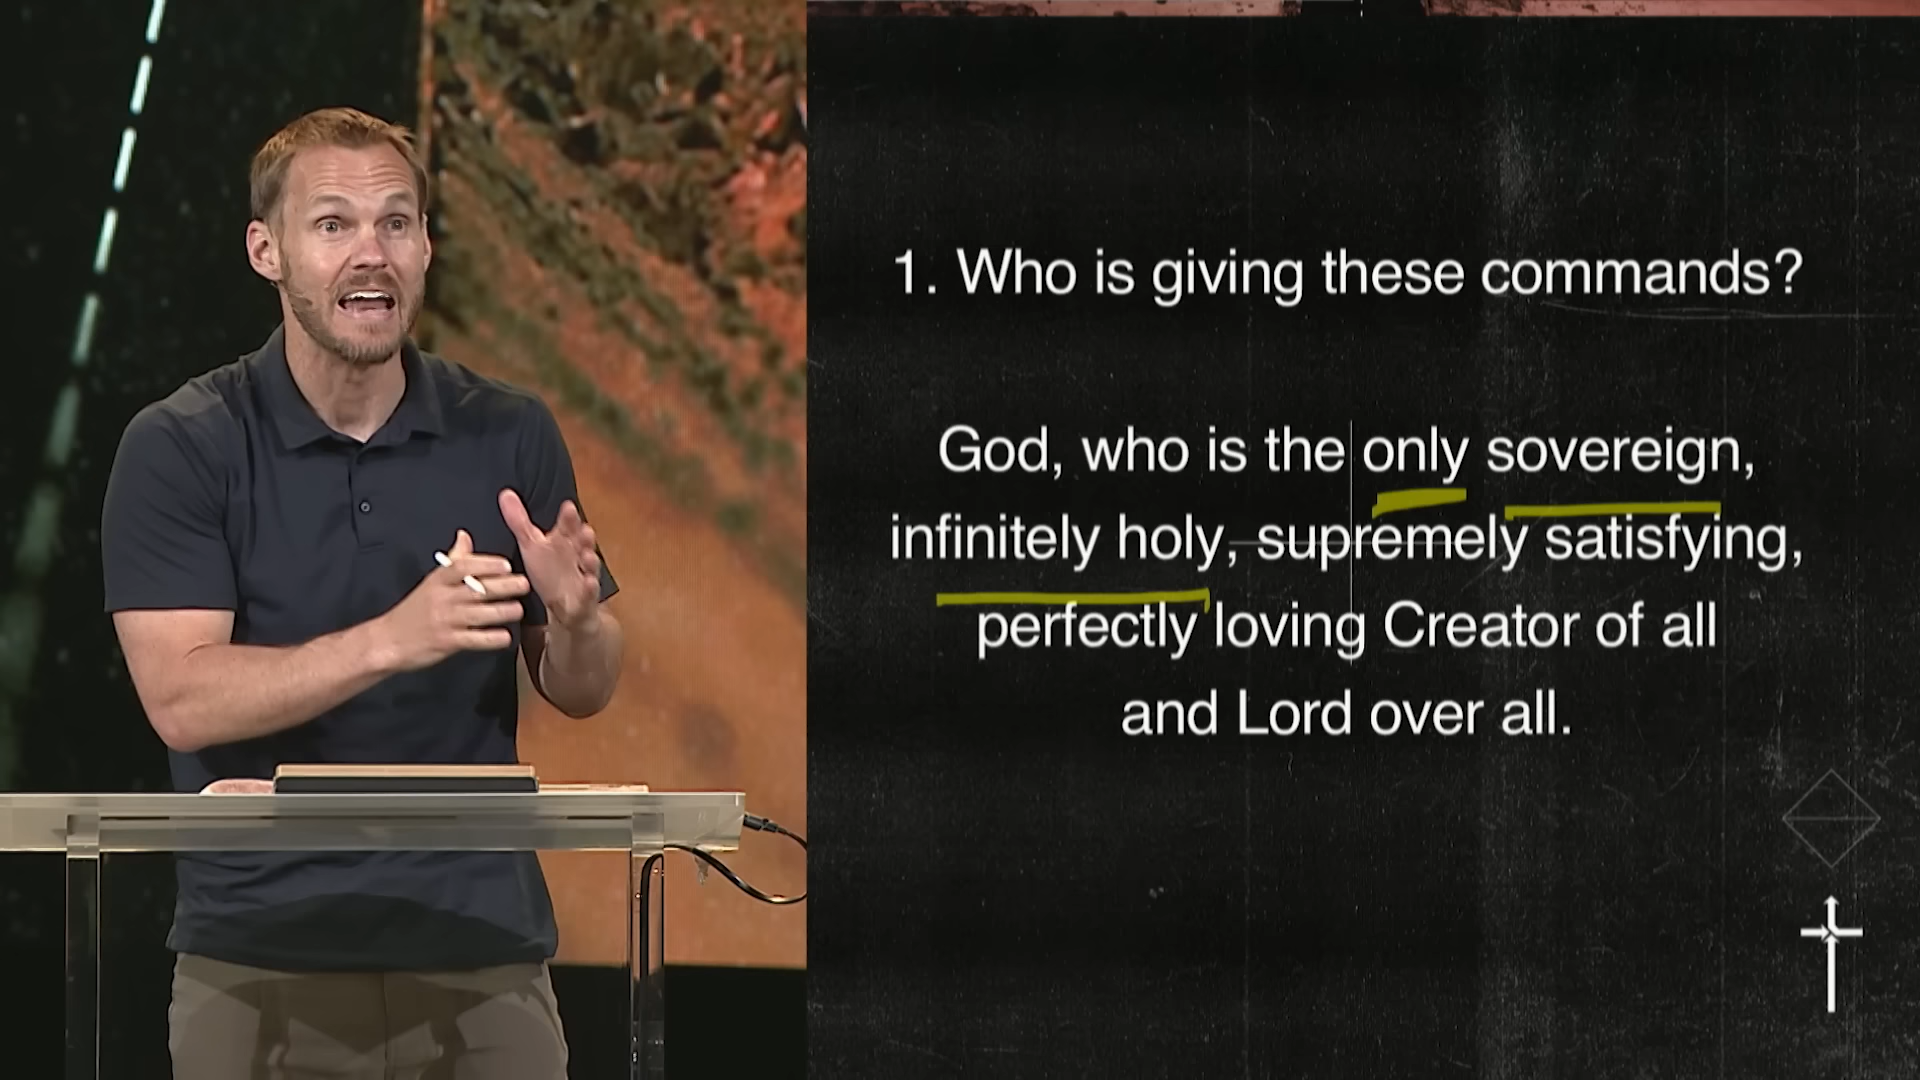 1. Who is giving these commands?
God, who is the only sovereign,
infinitely holy, supremely satisfying,
perfectly loving Creator of all
and Lord over all.